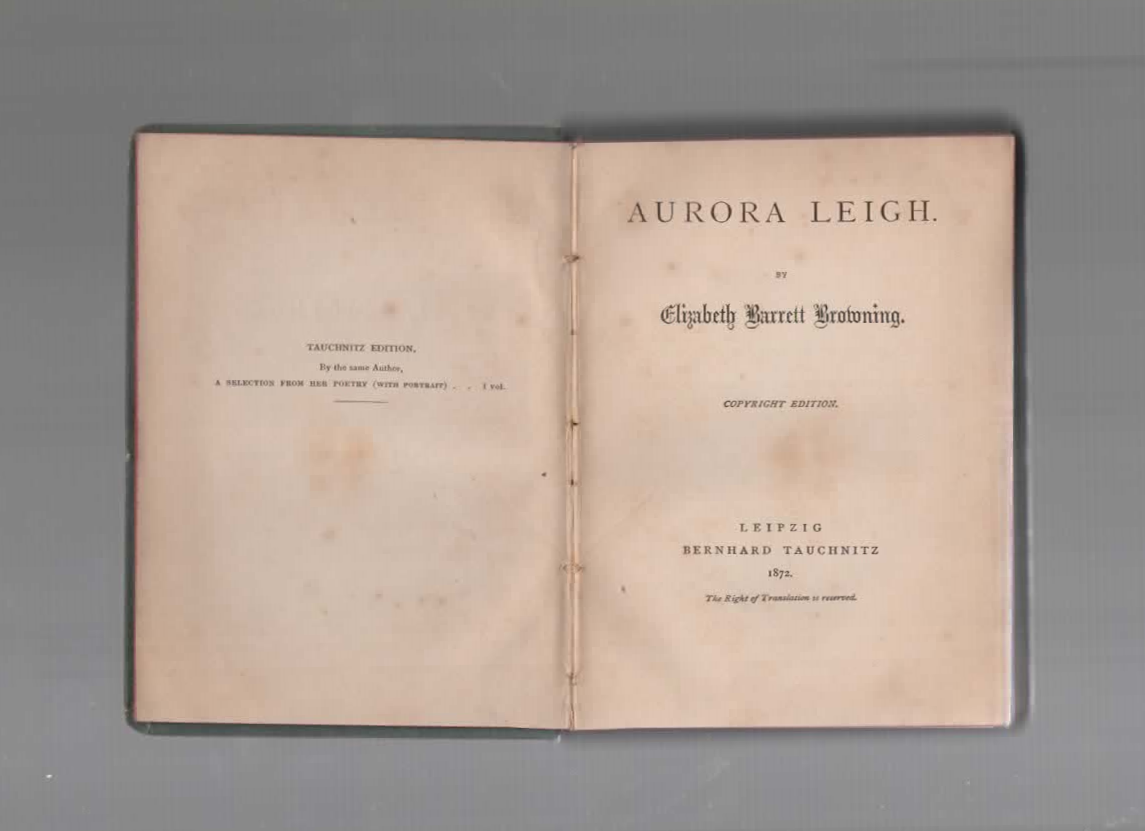 TAUCHNITZ EDITION.
By the same Author,
A SELECTION FROM HER POETRY (WITH PORTRAIT) . . 1 vol.
AURORA LEIGH.
BY
Elizabeth Barrett Browning.
COPYRIGHT EDITION.
LEIPZIG
BERNHARD TAUCHNITZ
1872.
The Right of Translation is reserved.